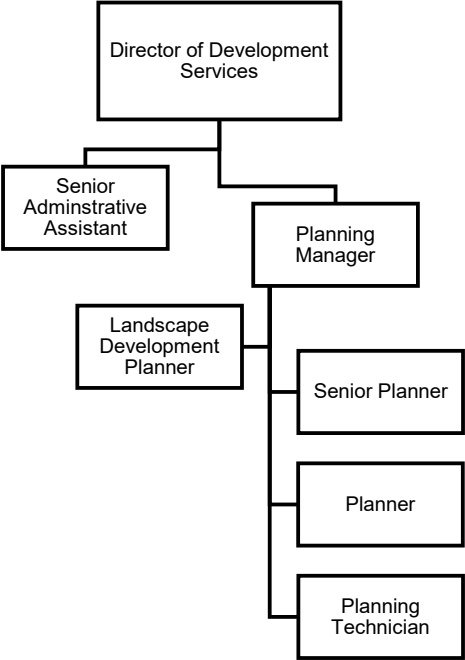 Director of Development
Services
Senior
Adminstrative
Assistant
Planning
Manager
Landscape
Development
Planner
Senior Planner
Planner
Planning
Technician